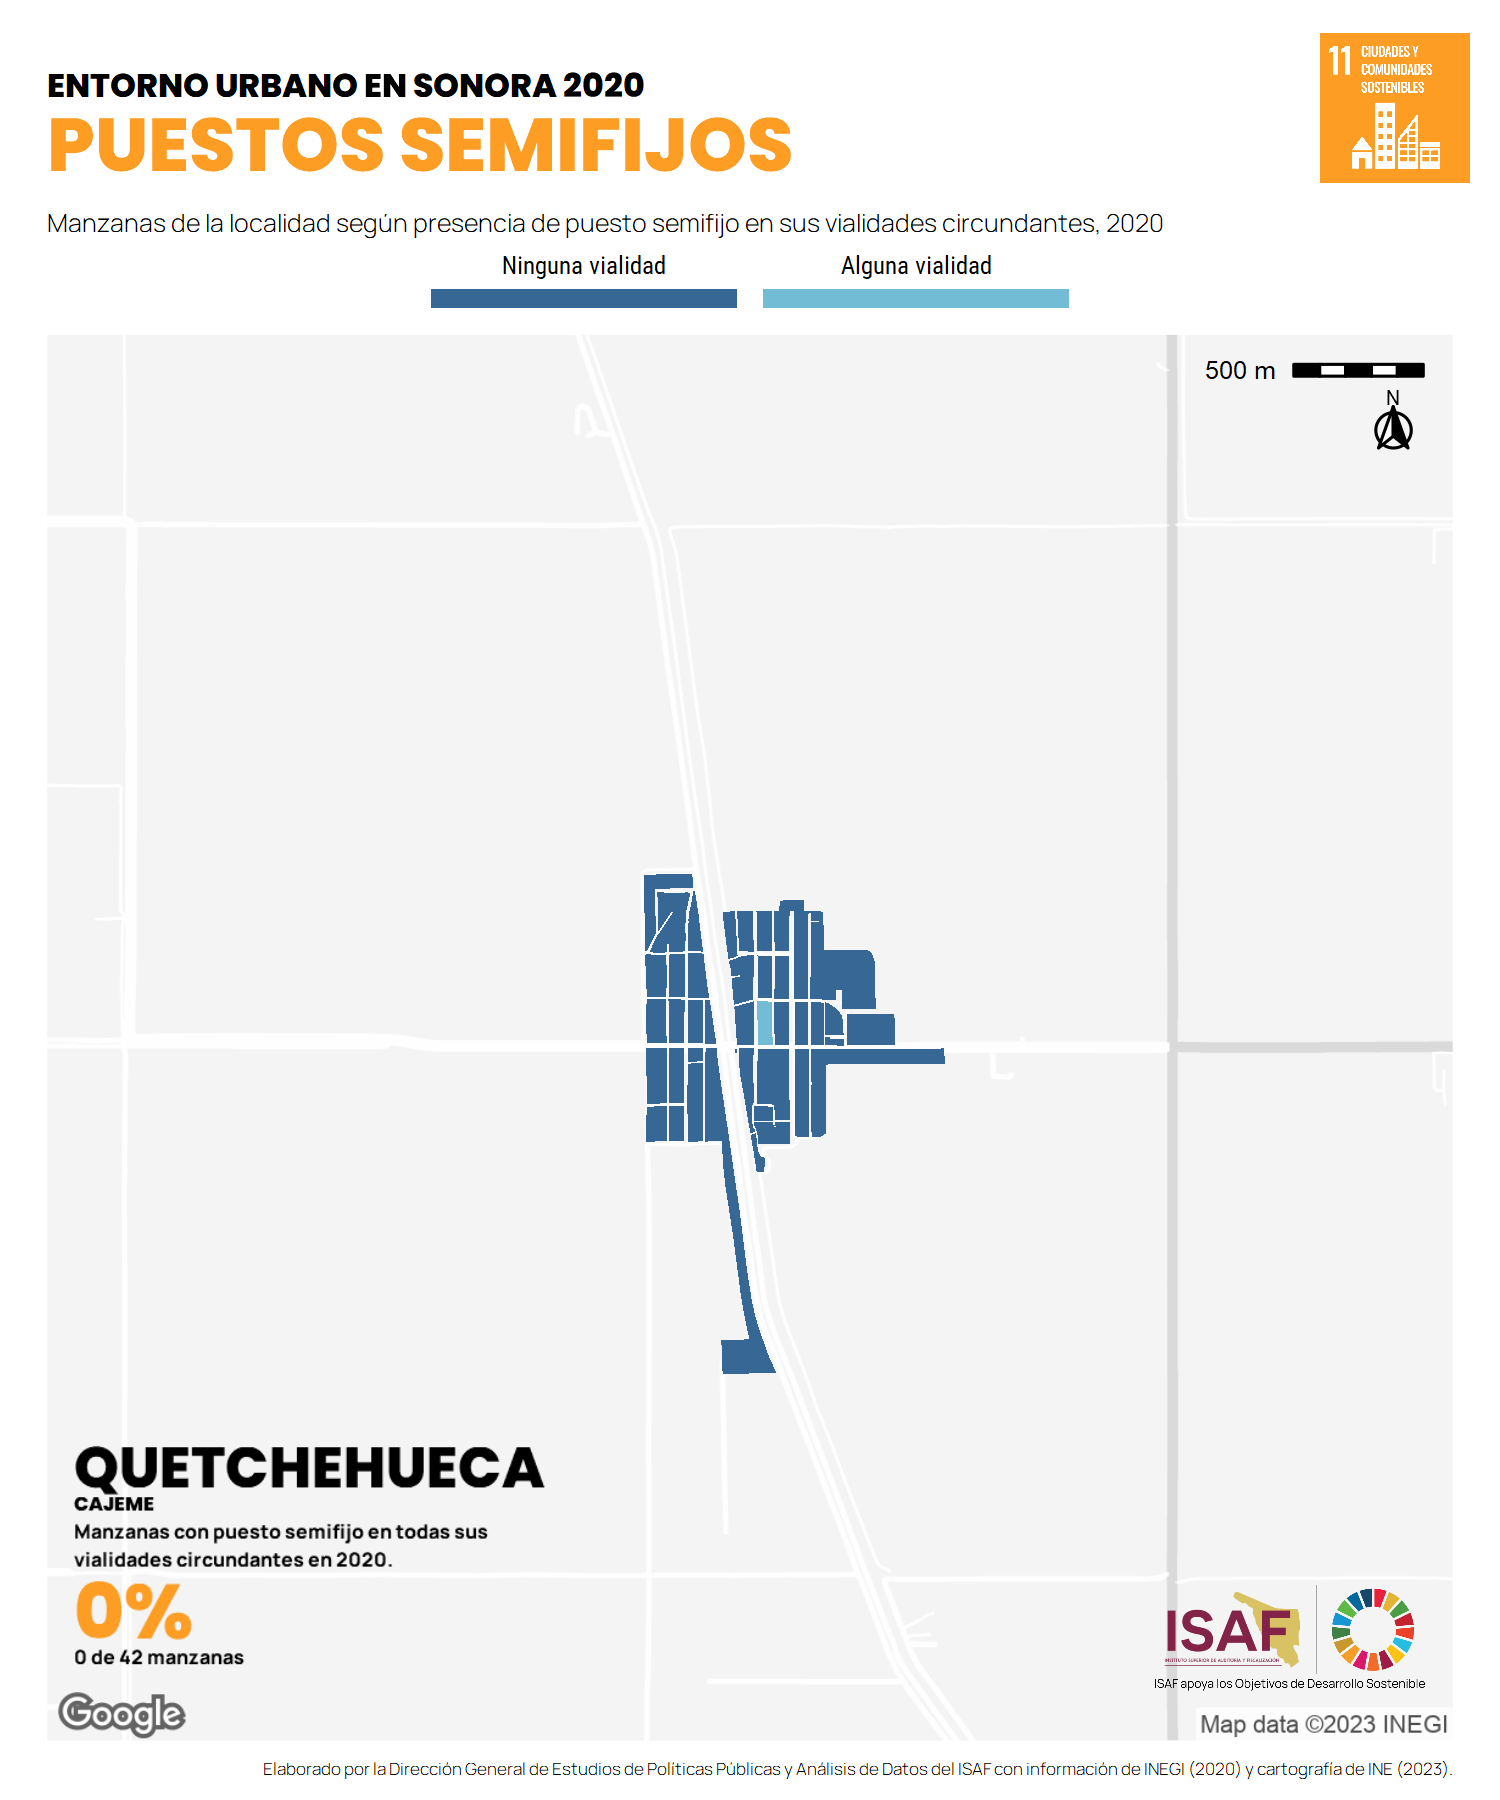 ENTORNO URBANO EN SONORA 2020
PUESTOS SEMIFIJOS
11 CIUDADES Y
COMUNIDADES
SOSTENIBLES
Manzanas de la localidad según presencia de puesto semifijo en sus vialidades circundantes, 2020
Ninguna vialidad Alguna vialidad
500 m
N
QUETCHEHUECA
CAJEME
Manzanas con puesto semifijo en todas sus
vialidades circundantes en 2020.
0%
0 de 42 manzanas
ISAF
INSTITUTO SUPERIOR DE AUDITORÍA Y FISCALIZACIÓN
ISAF apoya los Objetivos de Desarrollo Sostenible
Google
Map data ©2023 INEGI
Elaborado por la Dirección General de Estudios de Políticas Públicas y Análisis de Datos del ISAF con información de INEGI (2020) y cartografía de INE (2023).